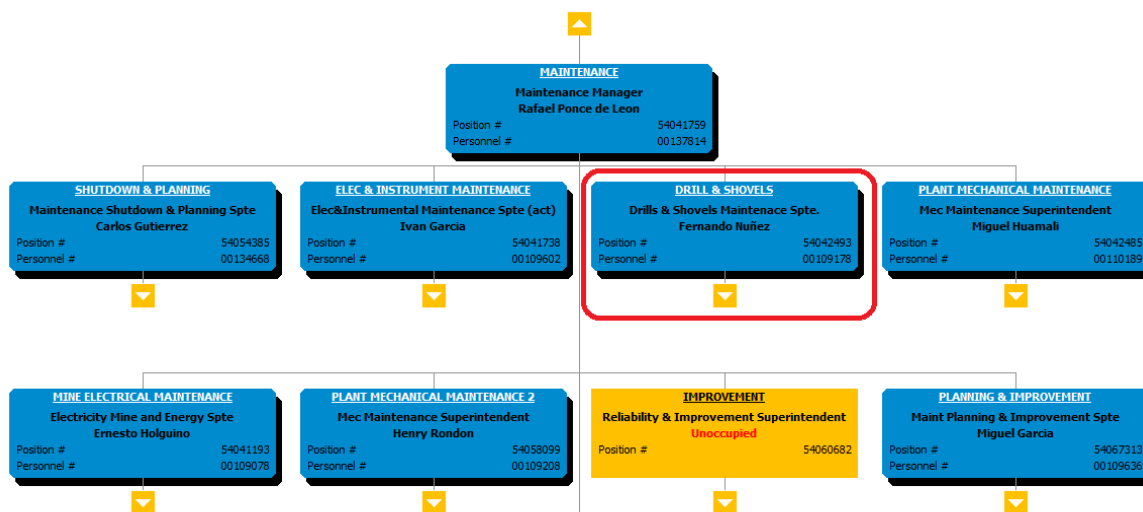 MAINTENANCE
Maintenance Manager
Rafael Ponce de Leon
Position # 54041759
Personnel # 00137814
SHUTDOWN & PLANNING
Maintenance Shutdown & Planning Spte
Carlos Gutierrez
Position # 54054385
Personnel # 00134668
ELEC & INSTRUMENT MAINTENANCE
Elec&Instrumental Maintenance Spte (act)
Ivan Garcia
Position # 54041738
Personnel # 00109602
DRILL & SHOVELS
Drills & Shovels Maintenace Spte.
Fernando Nuñez
Position # 54042493
Personnel # 00109178
PLANT MECHANICAL MAINTENANCE
Mec Maintenance Superintendent
Miguel Huamali
Position # 54042485
Personnel # 00110189
MINE ELECTRICAL MAINTENANCE
Electricity Mine and Energy Spte
Ernesto Holguino
Position # 54041193
Personnel # 00109078
PLANT MECHANICAL MAINTENANCE 2
Mec Maintenance Superintendent
Henry Rondon
Position # 54058099
Personnel # 00109208
IMPROVEMENT
Reliability & Improvement Superintendent
Unoccupied
Position # 54060682
PLANNING & IMPROVEMENT
Maint Planning & Improvement Spte
Miguel Garcia
Position # 54067313
Personnel # 00109636